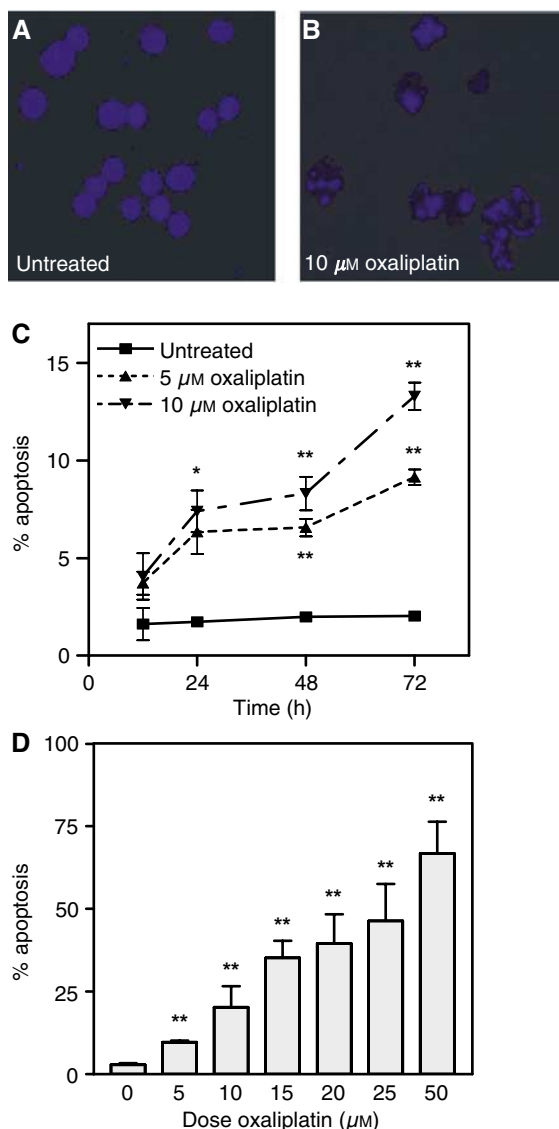 A
B
Untreated
10 µM oxaliplatin
C
Untreated
5 µM oxaliplatin
10 µM oxaliplatin
15
10
5
0
% apoptosis
*
**
**
**
**
0 24 48 72
Time (h)
D
100
75
50
25
0
% apoptosis
**
**
**
**
**
**
0 5 10 15 20 25 50
Dose oxaliplatin (µM)